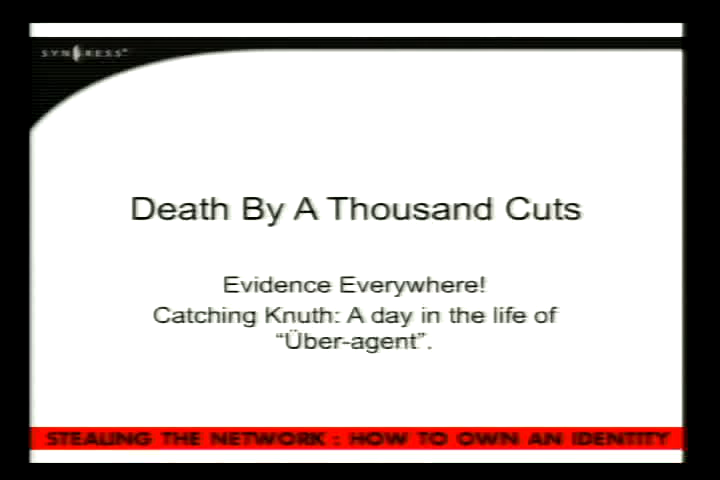 SYNGRESS
Death By A Thousand Cuts
Evidence Everywhere!
Catching Knuth: A day in the life of
“Über-agent”.
STEALING THE NETWORK : HOW TO OWN AN IDENTITY